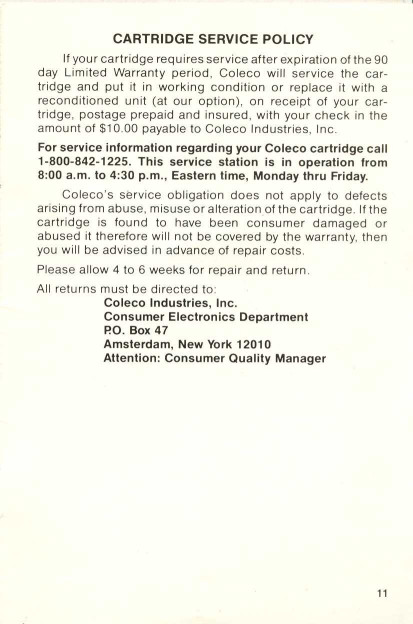 CARTRIDGE SERVICE POLICY
If your cartridge requires service after expiration of the 90
day Limited Warranty period, Coleco will service the car-
tridge and put it in working condition or replace it with a
reconditioned unit (at our option), on receipt of your car-
tridge, postage prepaid and insured, with your check in the
amount of $10.00 payable to Coleco Industries, Inc.
For service information regarding your Coleco cartridge call
1-800-842-1225. This service station is in operation from
8:00 a.m. to 4:30 p.m., Eastern time, Monday thru Friday.
Coleco's service obligation does not apply to defects
arising from abuse, misuse or alteration of the cartridge. If the
cartridge is found to have been consumer damaged or
abused it therefore will not be covered by the warranty, then
you will be advised in advance of repair costs.
Please allow 4 to 6 weeks for repair and return.
All returns must be directed to:
Coleco Industries, Inc.
Consumer Electronics Department
P.O. Box 47
Amsterdam, New York 12010
Attention: Consumer Quality Manager
11